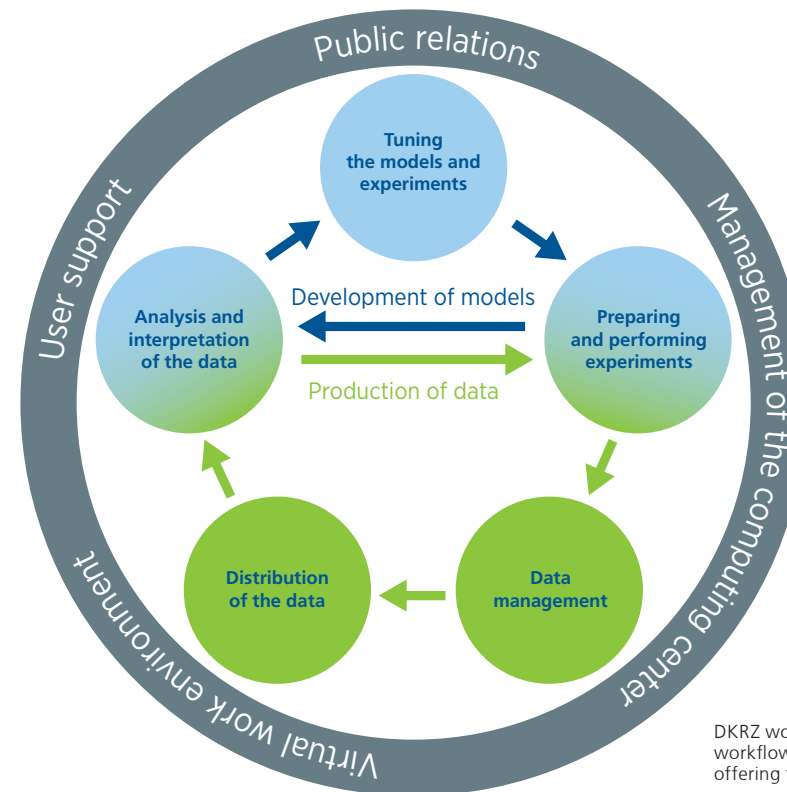 Public relations
Tuning
the models and
experiments
User support
Management of the computing center
Analysis and
interpretation
of the data
Development of models
Production of data
Preparing
and performing
experiments
Distribution
of the data
Data
management
Virtual work environment
DKRZ
workflow
offering